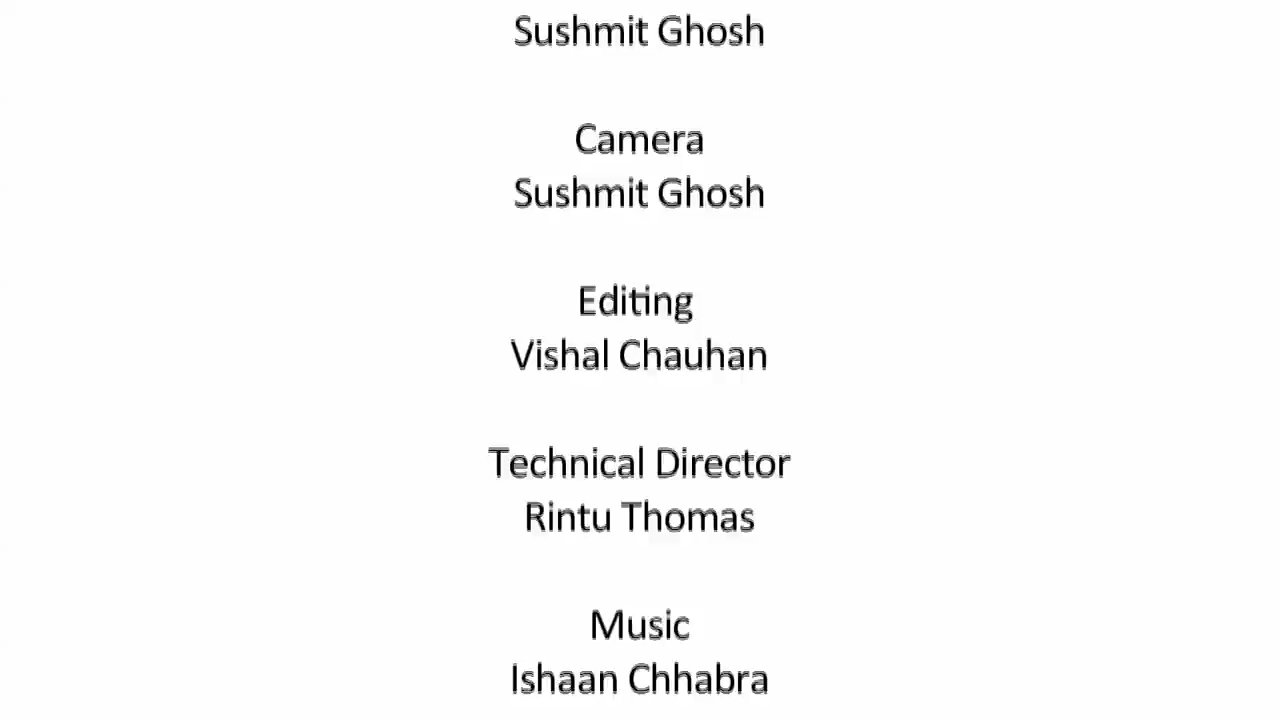 Sushmit Ghosh
Camera
Sushmit Ghosh
Editing
Vishal Chauhan
Technical Director
Rintu Thomas
Music
Ishaan Chhabra